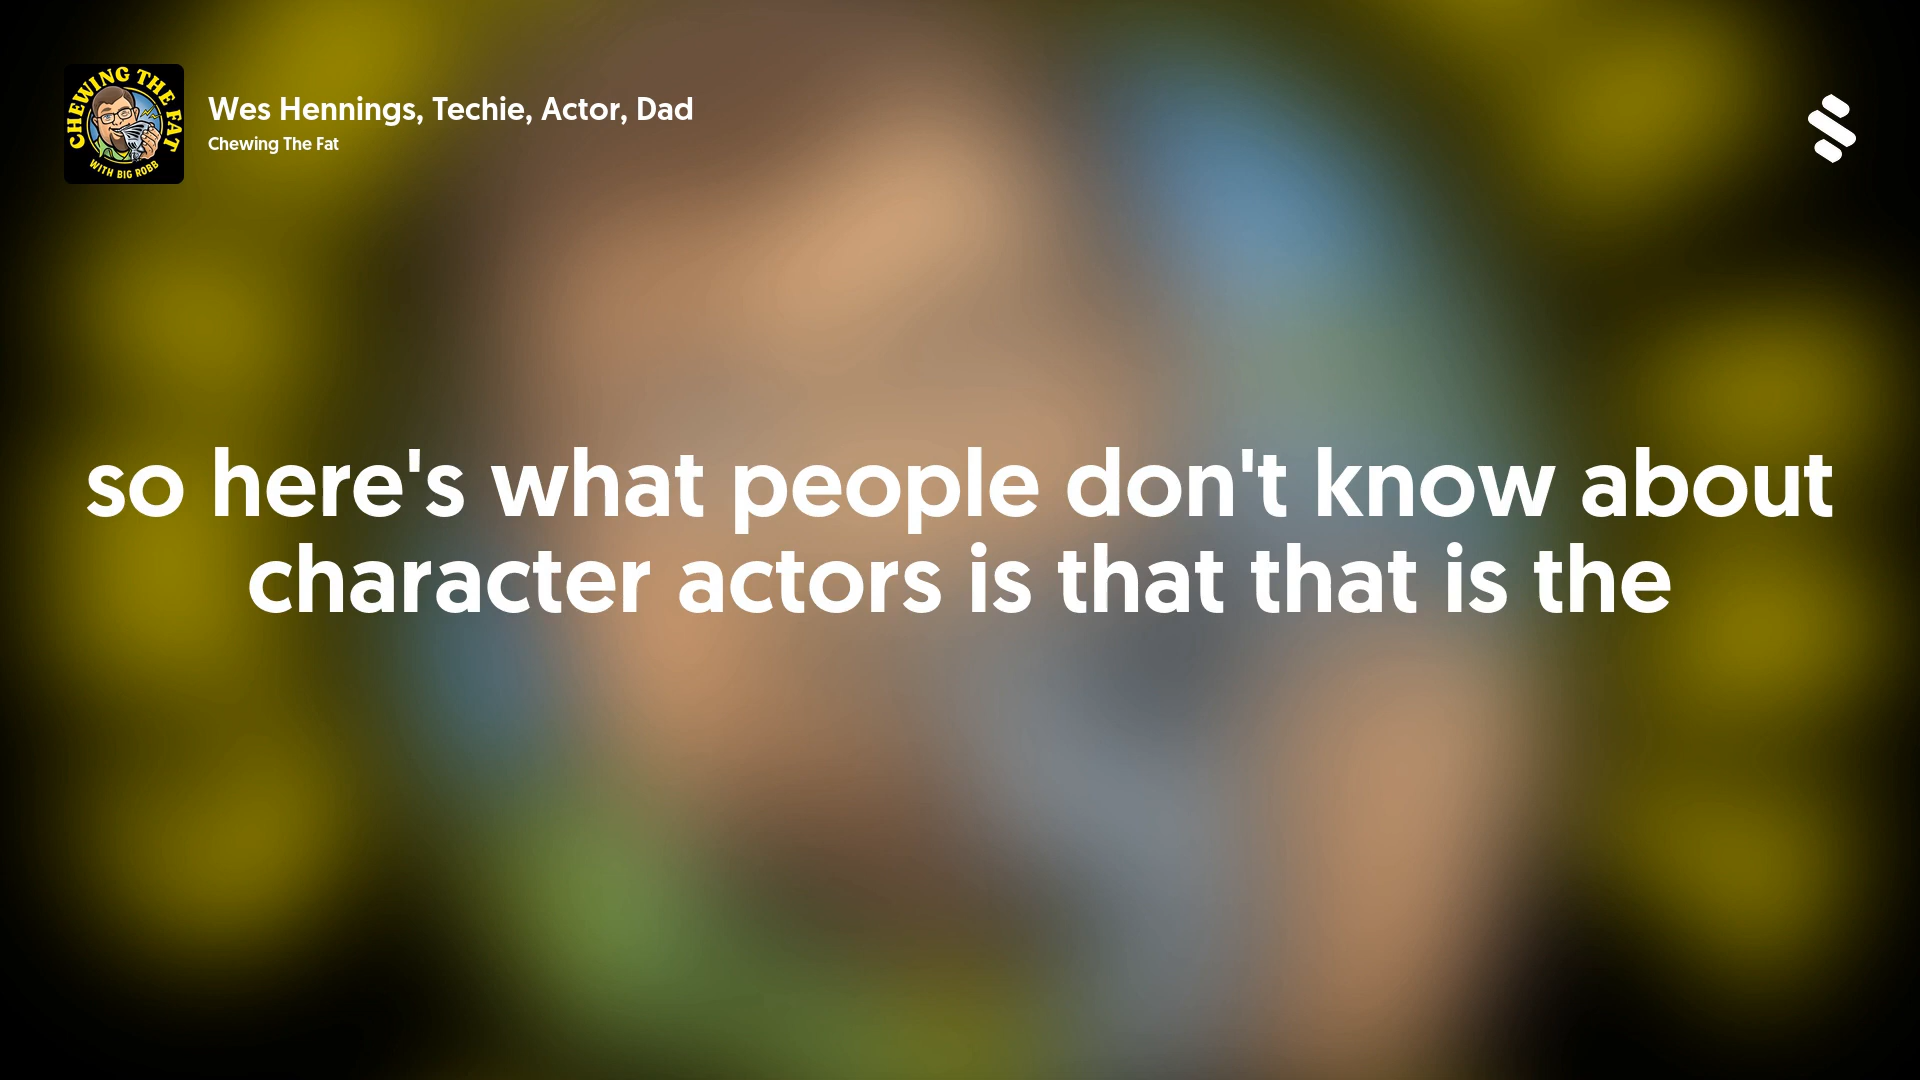 CHEWING THE FAT
WITH BIG ROBB
Wes Hennings, Techie, Actor, Dad
Chewing The Fat
so here's what people don't know about
character actors is that that is the